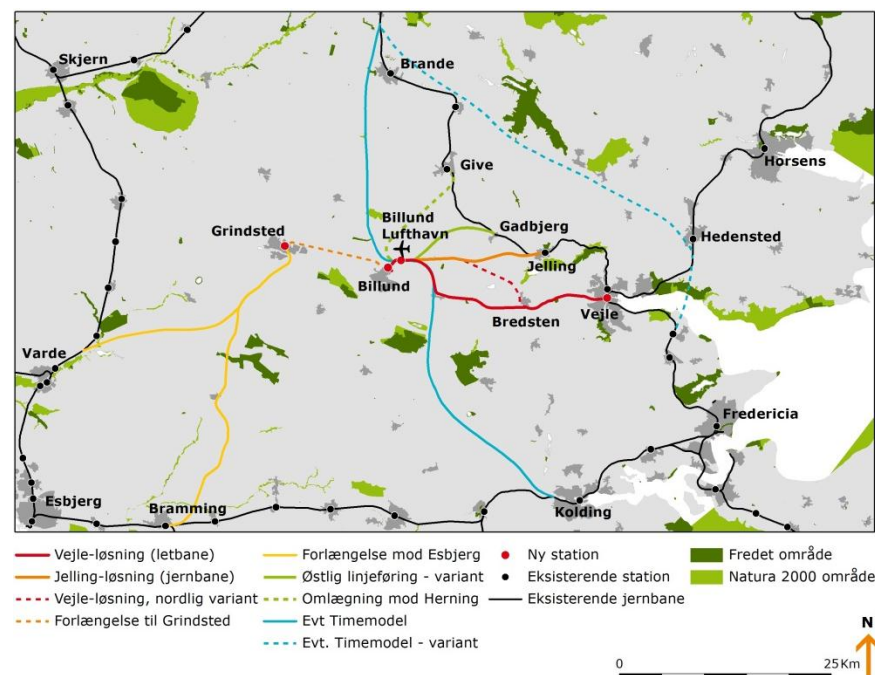 Skjern
Brande
Horsens
Give
Grindsted
Billund
Lufthavn
Gadbjerg
Hedensted
Jelling
Billund
Bredsten
Vejle
Varde
Fredericia
Esbjerg
Bramming
Kolding
Vejle-løsning (letbane)
Jelling-løsning (jernbane)
Vejle-løsning, nordlig variant
Forlængelse til Grindsted
Forlængelse mod Esbjerg
Østlig linjeføring - variant
Omlægning mod Herning
Evt Timemodel
Evt. Timemodel - variant
Ny station
Eksisterende station
Eksisterende jernbane
Fredet område
Natura 2000 område
N
0 25 Km